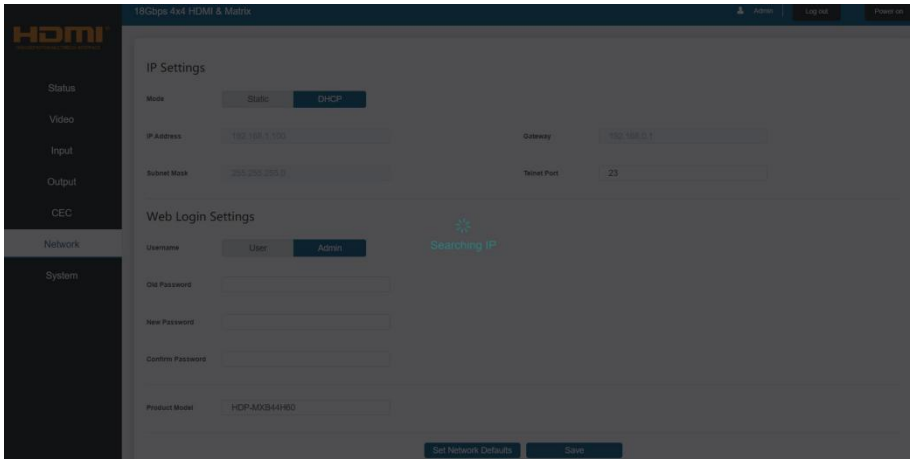 18Gbps 4x4 HDMI & Matrix
Admin
Log out
Power on
HDMI
Status
Video
Input
Output
CEC
Network
System
IP Settings
Mode
Static
DHCP
IP Address
192.168.1.100
Gateway
192.168.0.1
Subnet Mask
255.255.255.0
Telnet Port
23
Web Login Settings
Searching IP
Username
User
Admin
Old Password
New Password
Confirm Password
Product Model
HDP-MXB44H60
Set Network Defaults
Save